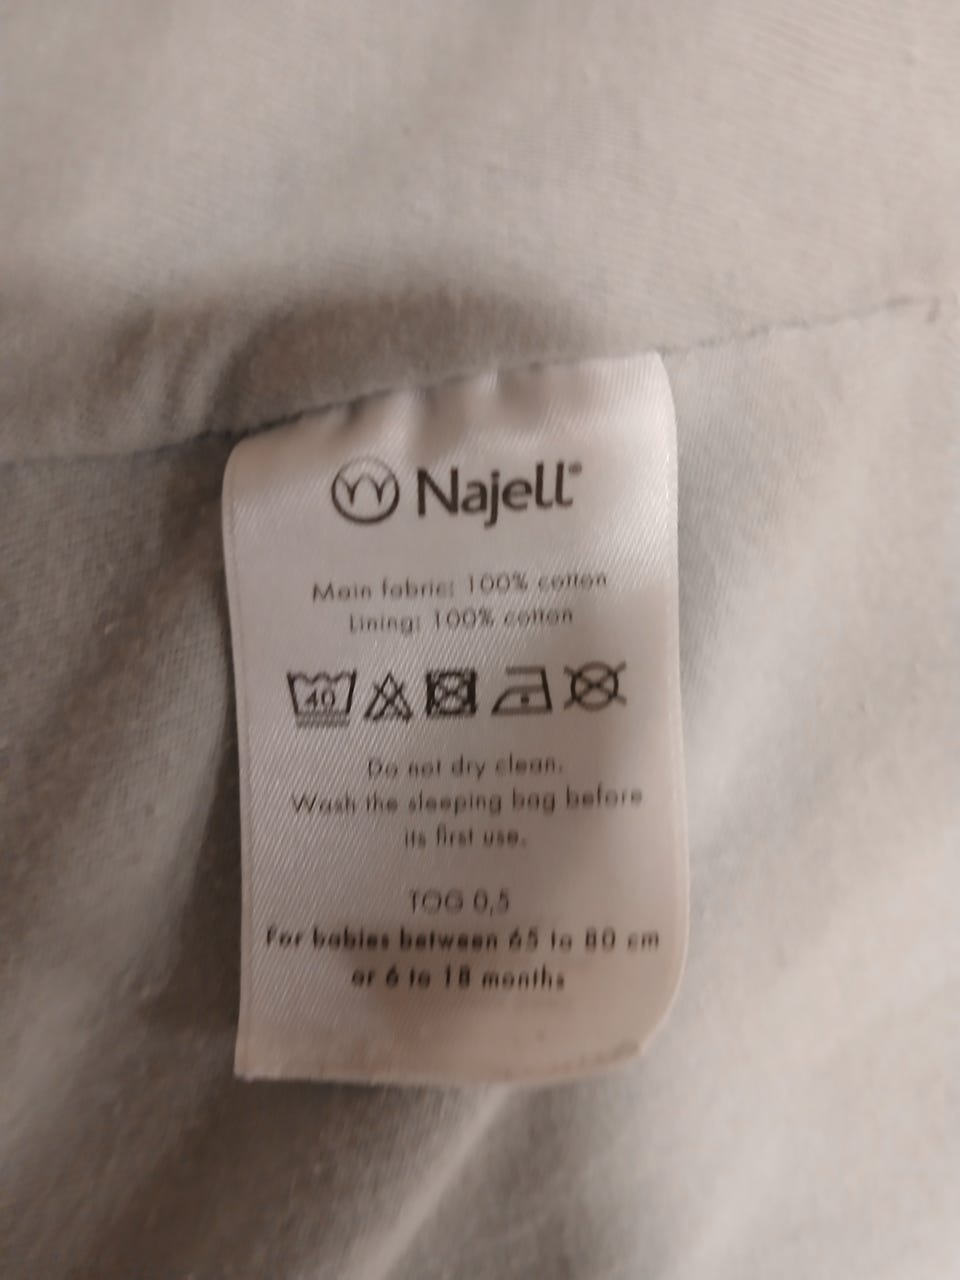 Najell®
Main fabric: 100% cotton
Lining: 100% cotton
40
Do not dry clean.
Wash the sleeping bag before
its first use.
TOG 0,5
For babies between 65 to 80 cm
or 6 to 18 months